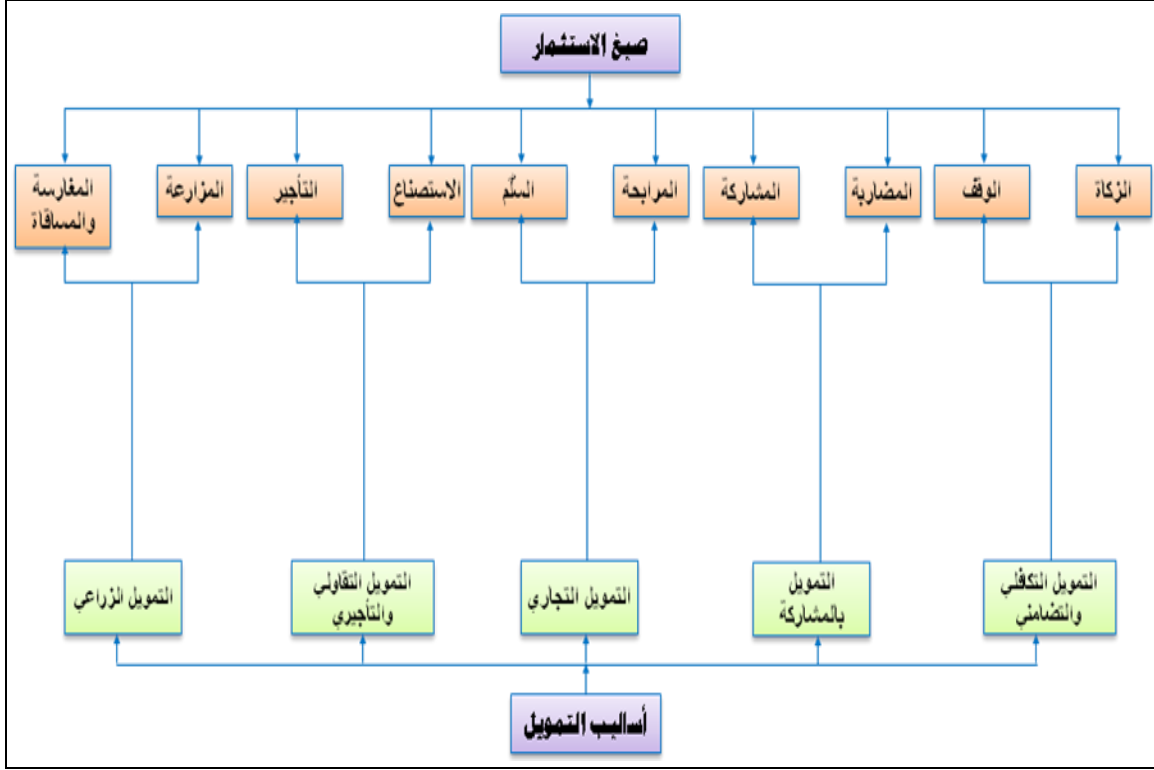 صيغ الاستثمار
الزكاة
الوقف
المضاربة
المشاركة
المرابحة
السلّم
الاستصناع
التأجير
المزارعة
المغارسة
والمساقاة
التمويل التكافلي
والتضامني
التمويل
بالمشاركة
التمويل التجاري
التمويل التقاولي
والتأجيري
التمويل الزراعي
أساليب التمويل